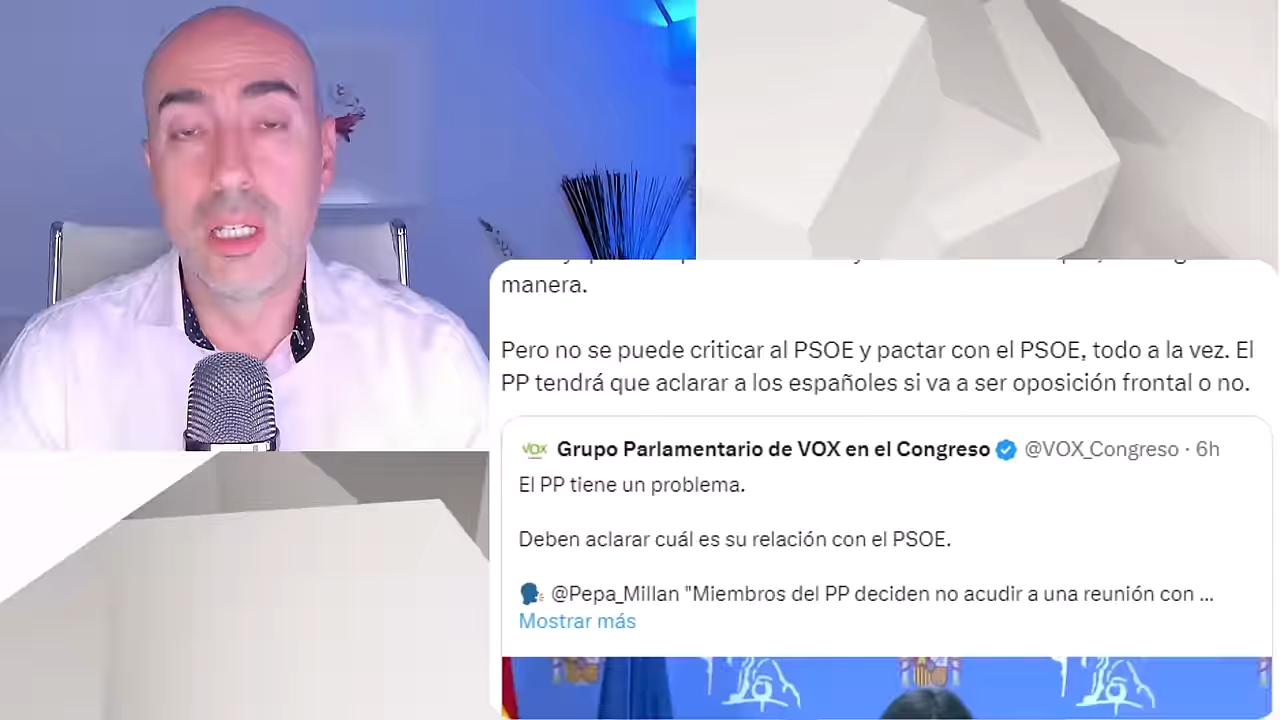 manera.
Pero no se puede criticar al PSOE y pactar con el PSOE, todo a la vez. El
PP tendrá que aclarar a los españoles si va a ser oposición frontal o no.
VOX Grupo Parlamentario de VOX en el Congreso @VOX_Congreso · 6h
El PP tiene un problema.
Deben aclarar cuál es su relación con el PSOE.
@Pepa_Millan "Miembros del PP deciden no acudir a una reunión con ...
Mostrar más